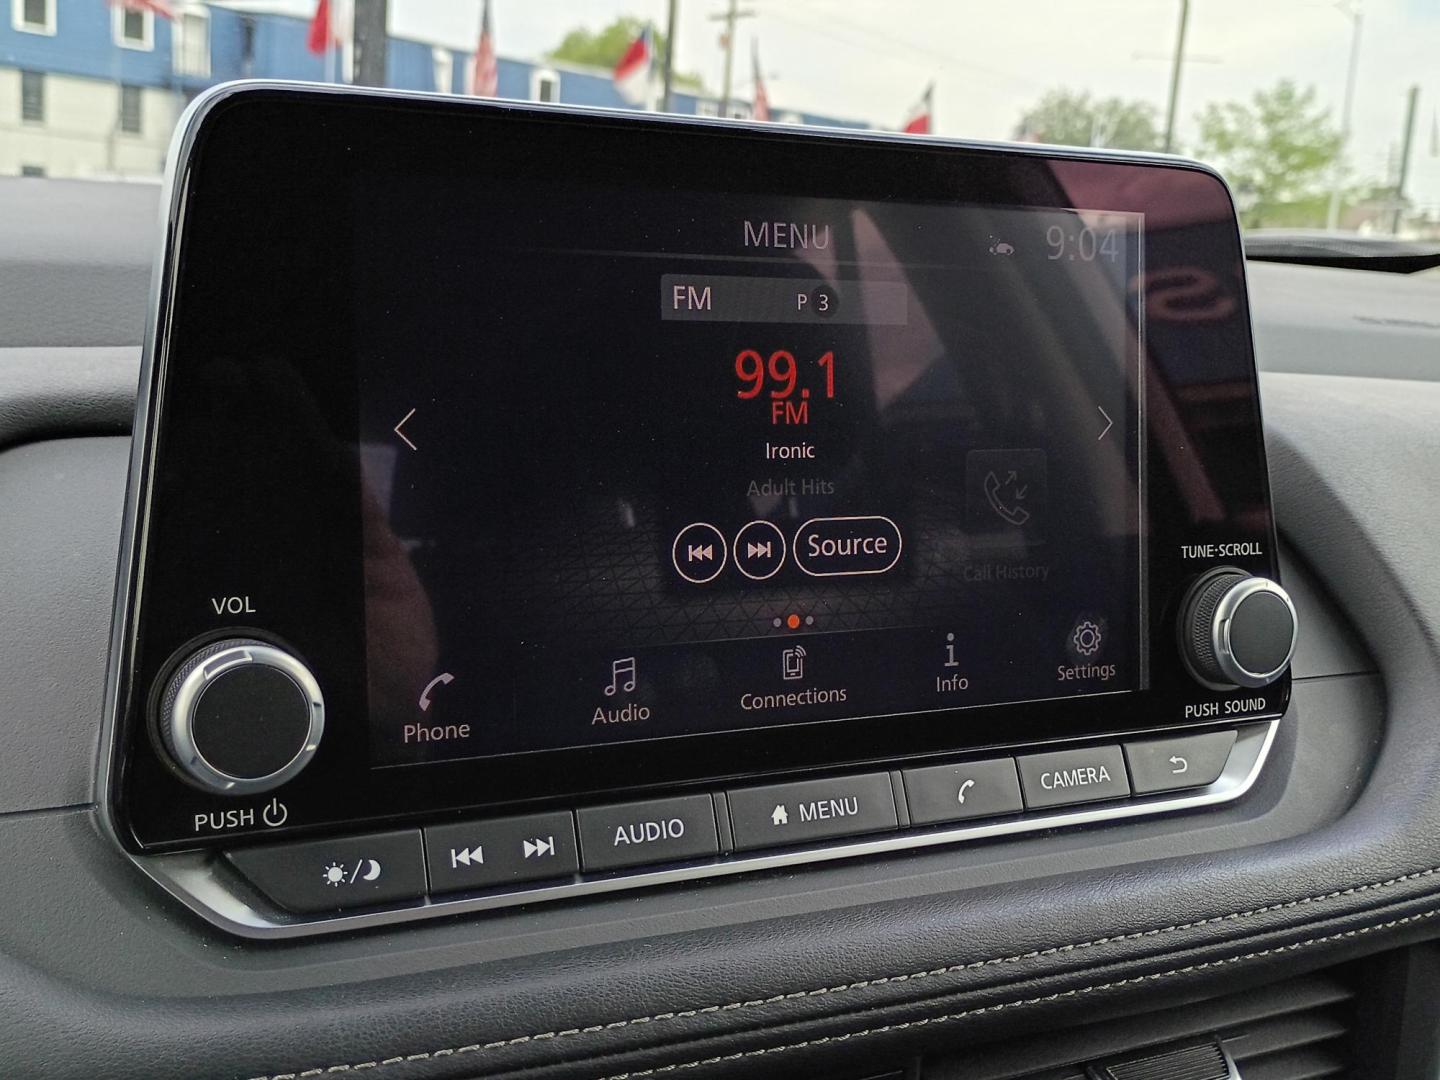 MENU
9:04
FM P 3
99.1
FM
Ironic
Adult Hits
Source
Call History
Phone
Audio
Connections
Info
Settings
VOL
PUSH
TUNE·SCROLL
PUSH SOUND
AUDIO
MENU
CAMERA